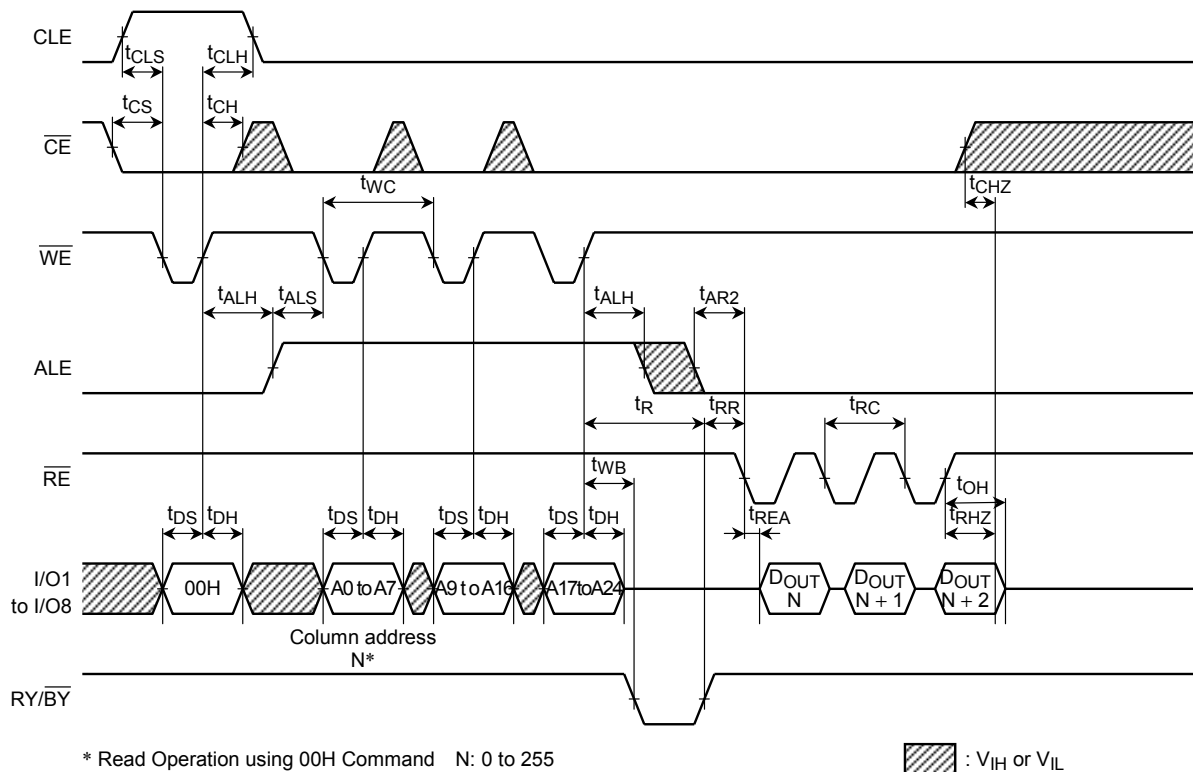 CLE
tCLS
tCLH
tCS
tCH
CE
tCHZ
tWC
WE
tALH
tALS
tALH
tAR2
ALE
tR
tRR
tRC
RE
tWB
tOH
tDS
tDH
tDS
tDH
tDS
tDH
tDS
tDH
tREA
tRHZ
I/O1
to I/O8
00H
A0 to A7
A9 to A16
A17 to A24
DOUT
N
DOUT
N + 1
DOUT
N + 2
Column address
N*
RY/BY
* Read Operation using 00H Command N: 0 to 255
: VIH or VIL